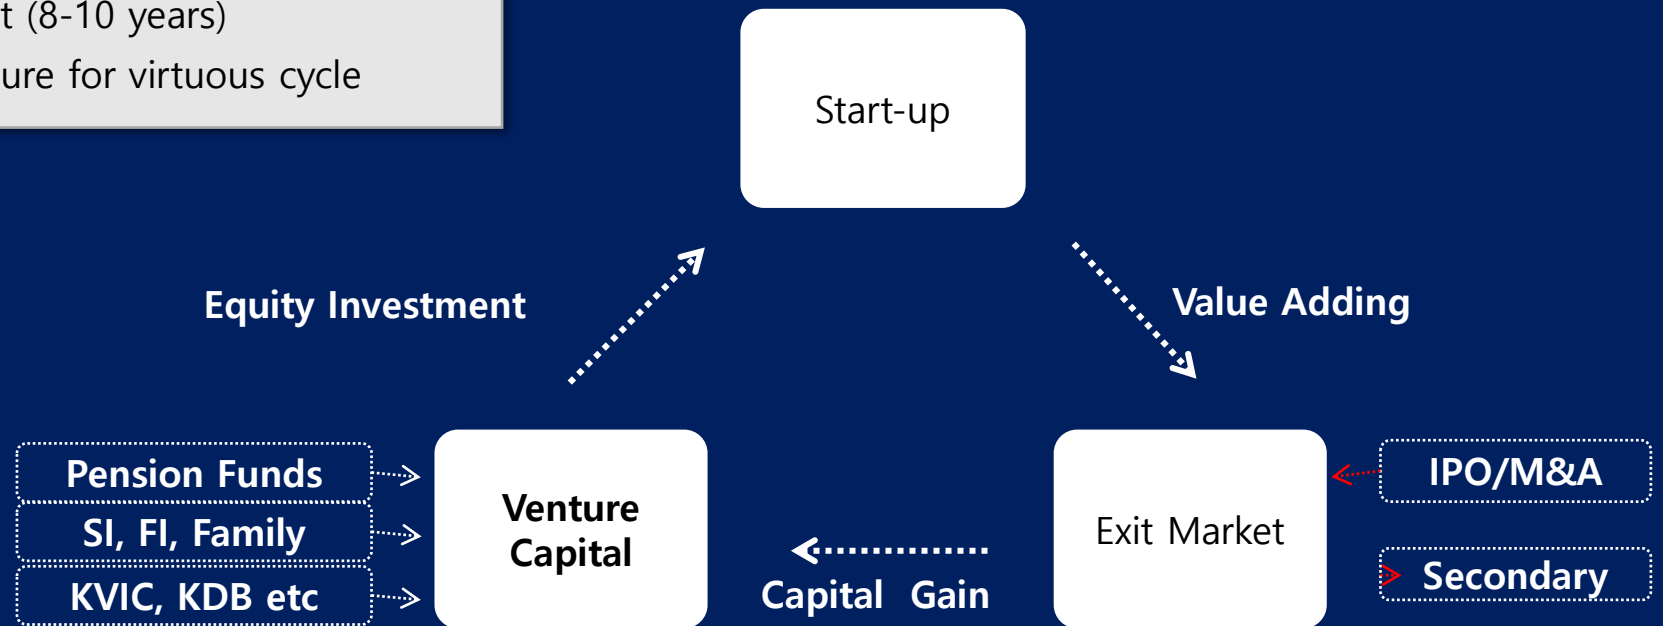 t (8-10 years)
ure for virtuous cycle
Start-up
Equity Investment
Value Adding
Pension Funds
SI, FI, Family
KVIC, KDB etc
Venture
Capital
Capital Gain
Exit Market
IPO/M&A
Secondary